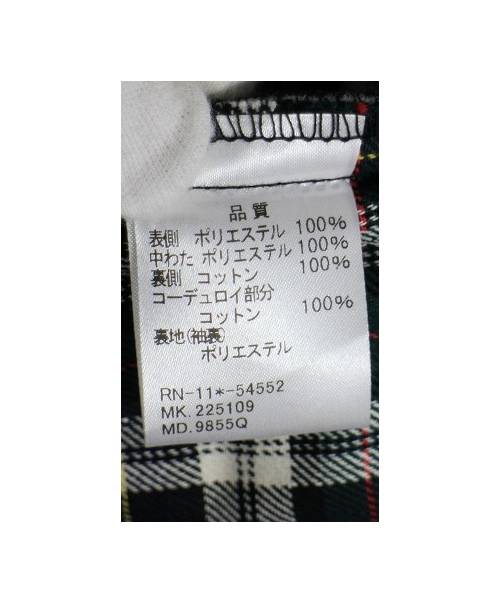 品質
表側 ポリエステル 100%
中わた ポリエステル 100%
裏側 コットン 100%
コーデュロイ部分
コットン 100%
裏地(袖裏)
ポリエステル
RN-11*-54552
MK.225109
MD.9855Q